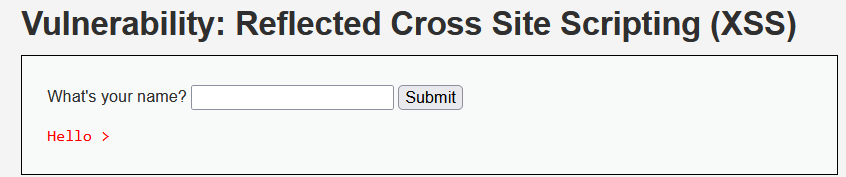 Vulnerability: Reflected Cross Site Scripting (XSS)
What's your name? Submit
Hello >